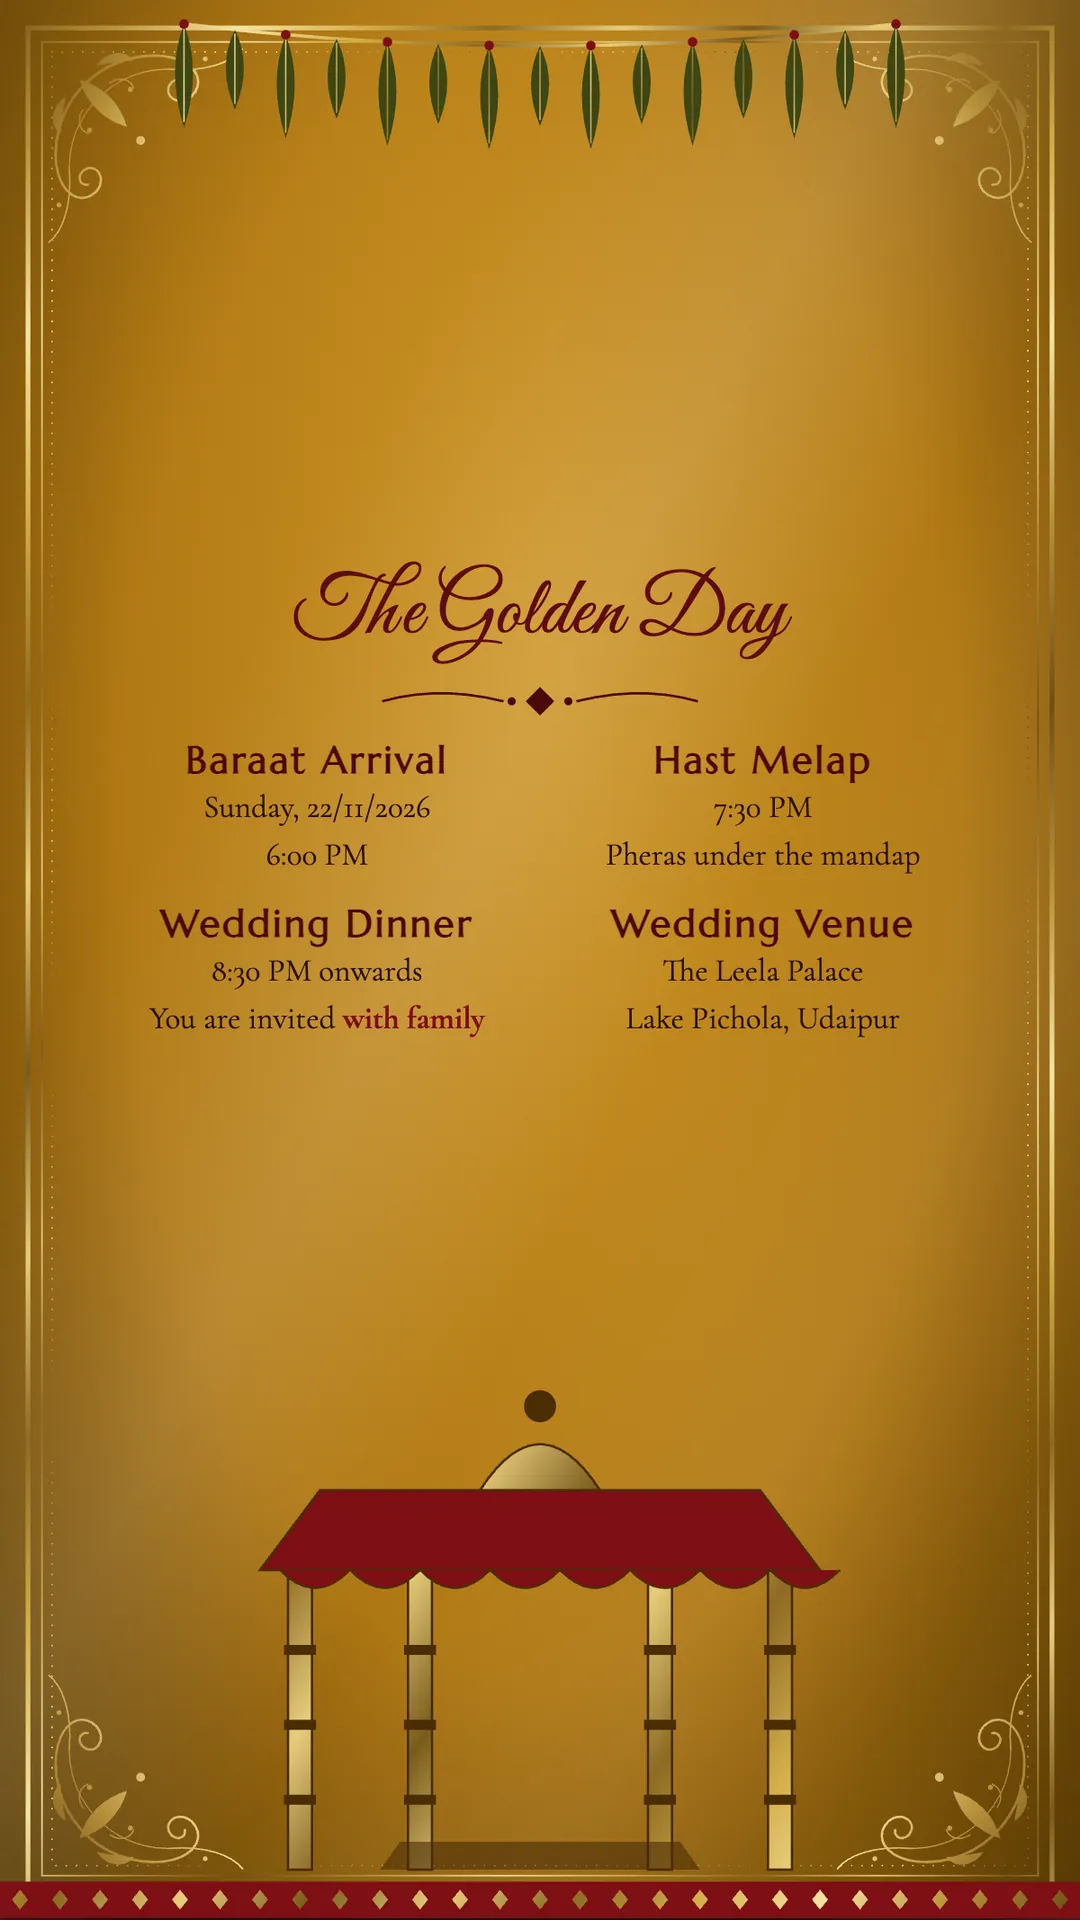 The Golden Day
Baraat Arrival
Sunday, 22/11/2026
6:00 PM
Hast Melap
7:30 PM
Pheras under the mandap
Wedding Dinner
8:30 PM onwards
You are invited with family
Wedding Venue
The Leela Palace
Lake Pichola, Udaipur